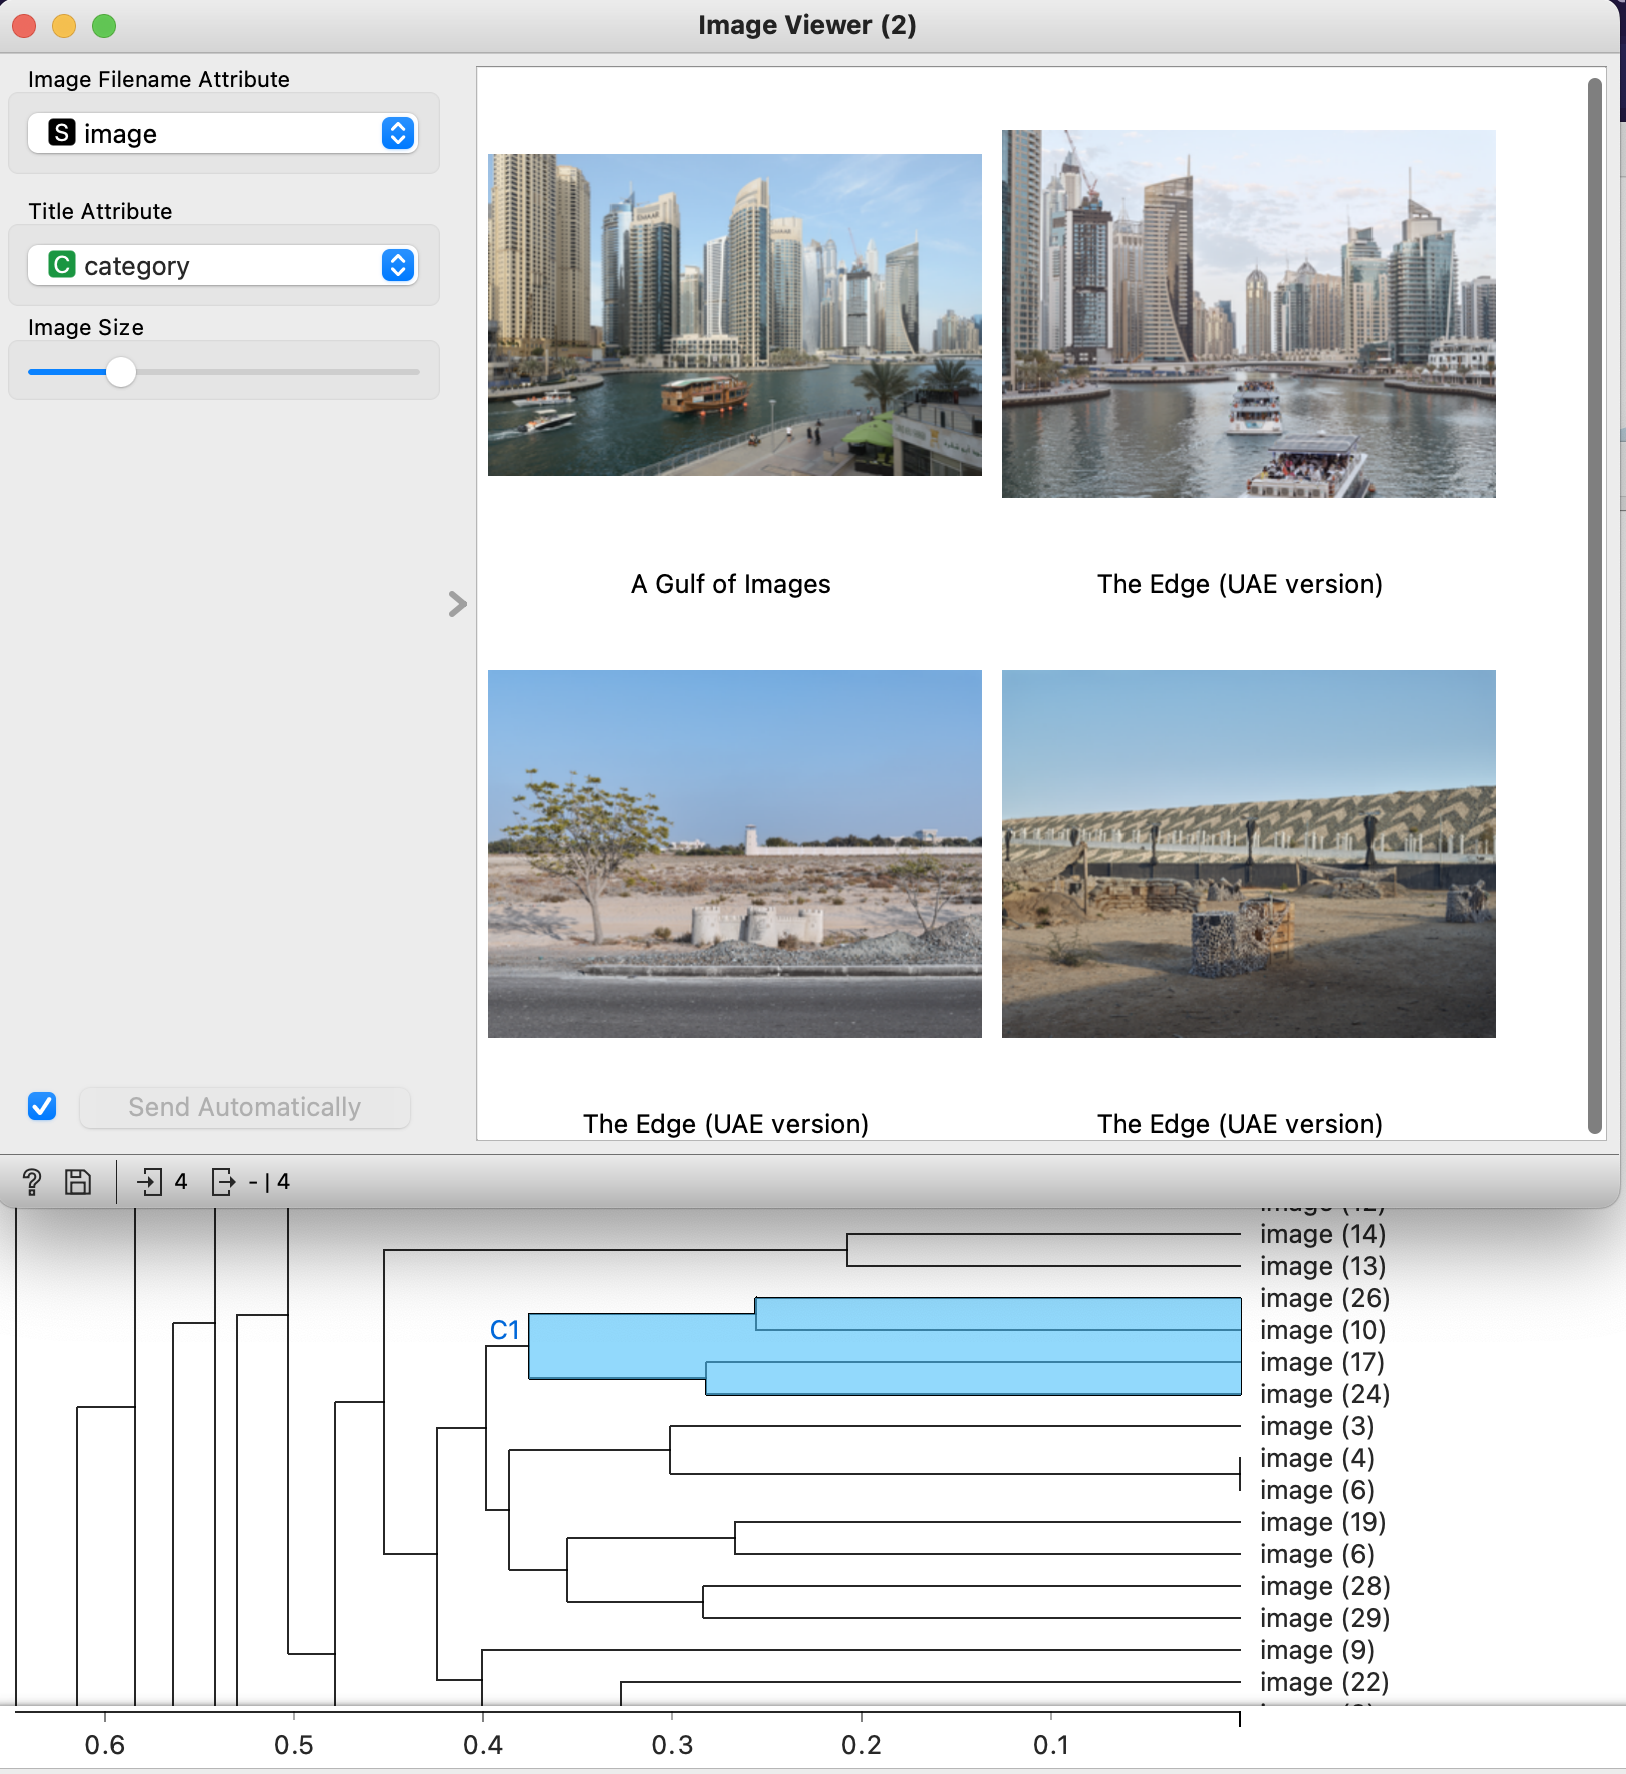 Image Viewer (2)
Image Filename Attribute
S image
Title Attribute
C category
Image Size
EMAAR
A Gulf of Images
The Edge (UAE version)
The Edge (UAE version)
The Edge (UAE version)
Send Automatically
? 4 - | 4
image (12)
image (14)
image (13)
image (26)
image (10)
C1
image (17)
image (24)
image (3)
image (4)
image (6)
image (19)
image (6)
image (28)
image (29)
image (9)
image (22)
0.6 0.5 0.4 0.3 0.2 0.1